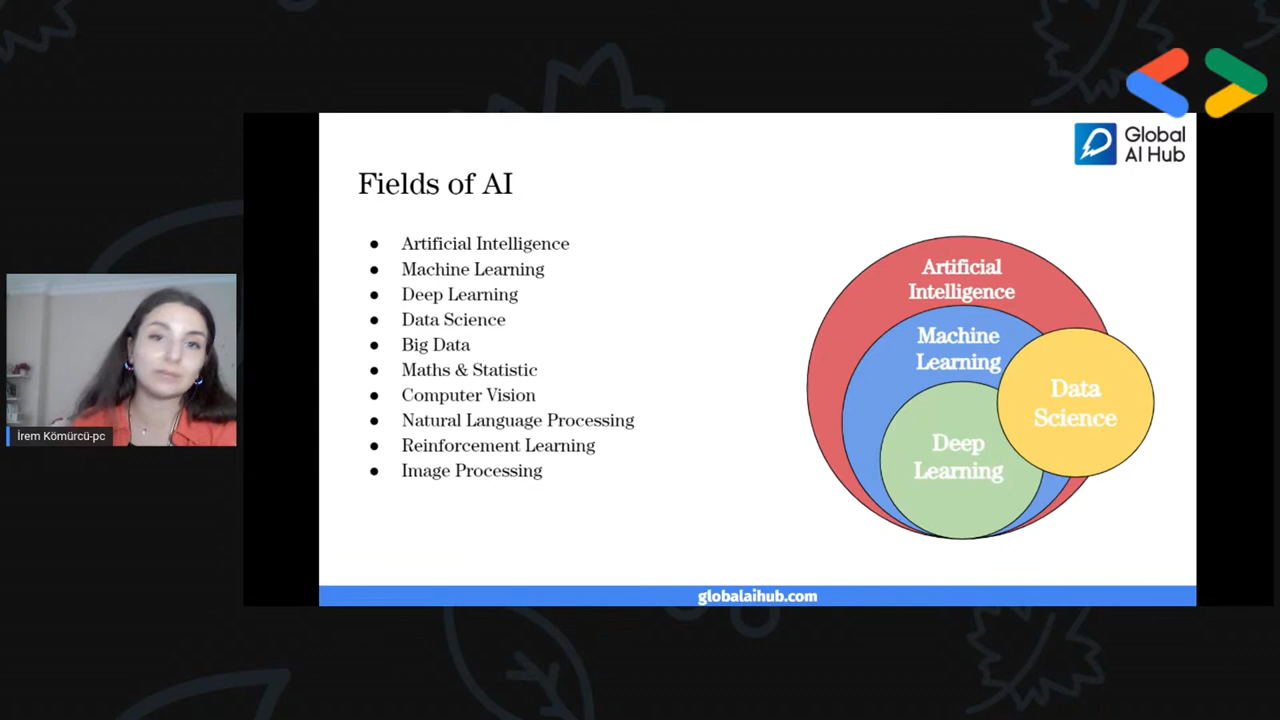 Global
AI Hub
Fields of AI
● Artificial Intelligence
● Machine Learning
● Deep Learning
● Data Science
● Big Data
● Maths & Statistic
● Computer Vision
● Natural Language Processing
● Reinforcement Learning
● Image Processing
Artificial
Intelligence
Machine
Learning
Data
Science
Deep
Learning
İrem Kömürcü-pc
globalaihub.com